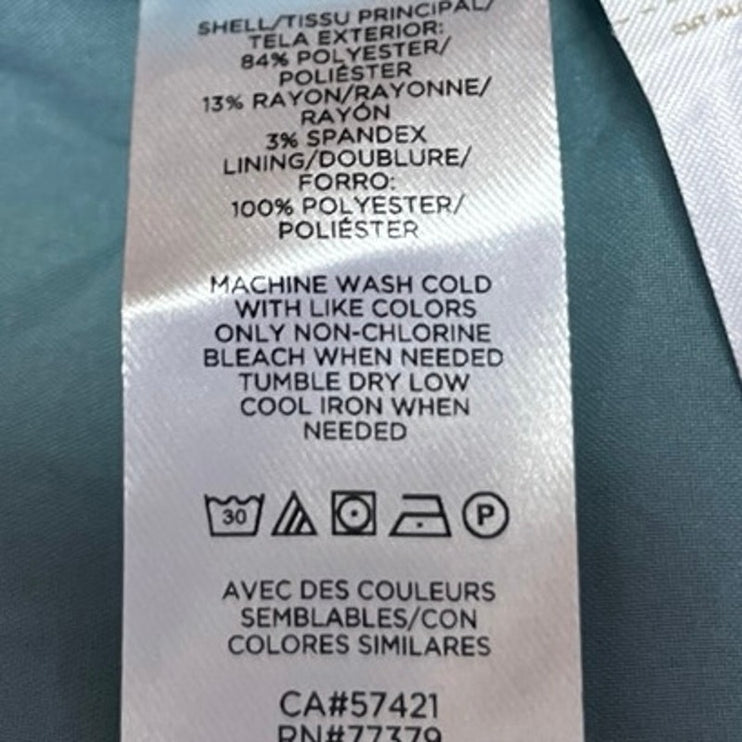 SHELL/TISSU PRINCIPAL/
TELA EXTERIOR:
84% POLYESTER/
POLIÉSTER
13% RAYON/RAYONNE/
RAYÓN
3% SPANDEX
LINING/DOUBLURE/
FORRO:
100% POLYESTER/
POLIÉSTER
MACHINE WASH COLD
WITH LIKE COLORS
ONLY NON-CHLORINE
BLEACH WHEN NEEDED
TUMBLE DRY LOW
COOL IRON WHEN
NEEDED
30
P
AVEC DES COULEURS
SEMBLABLES/CON
COLORES SIMILARES
CA#57421
RN#77379